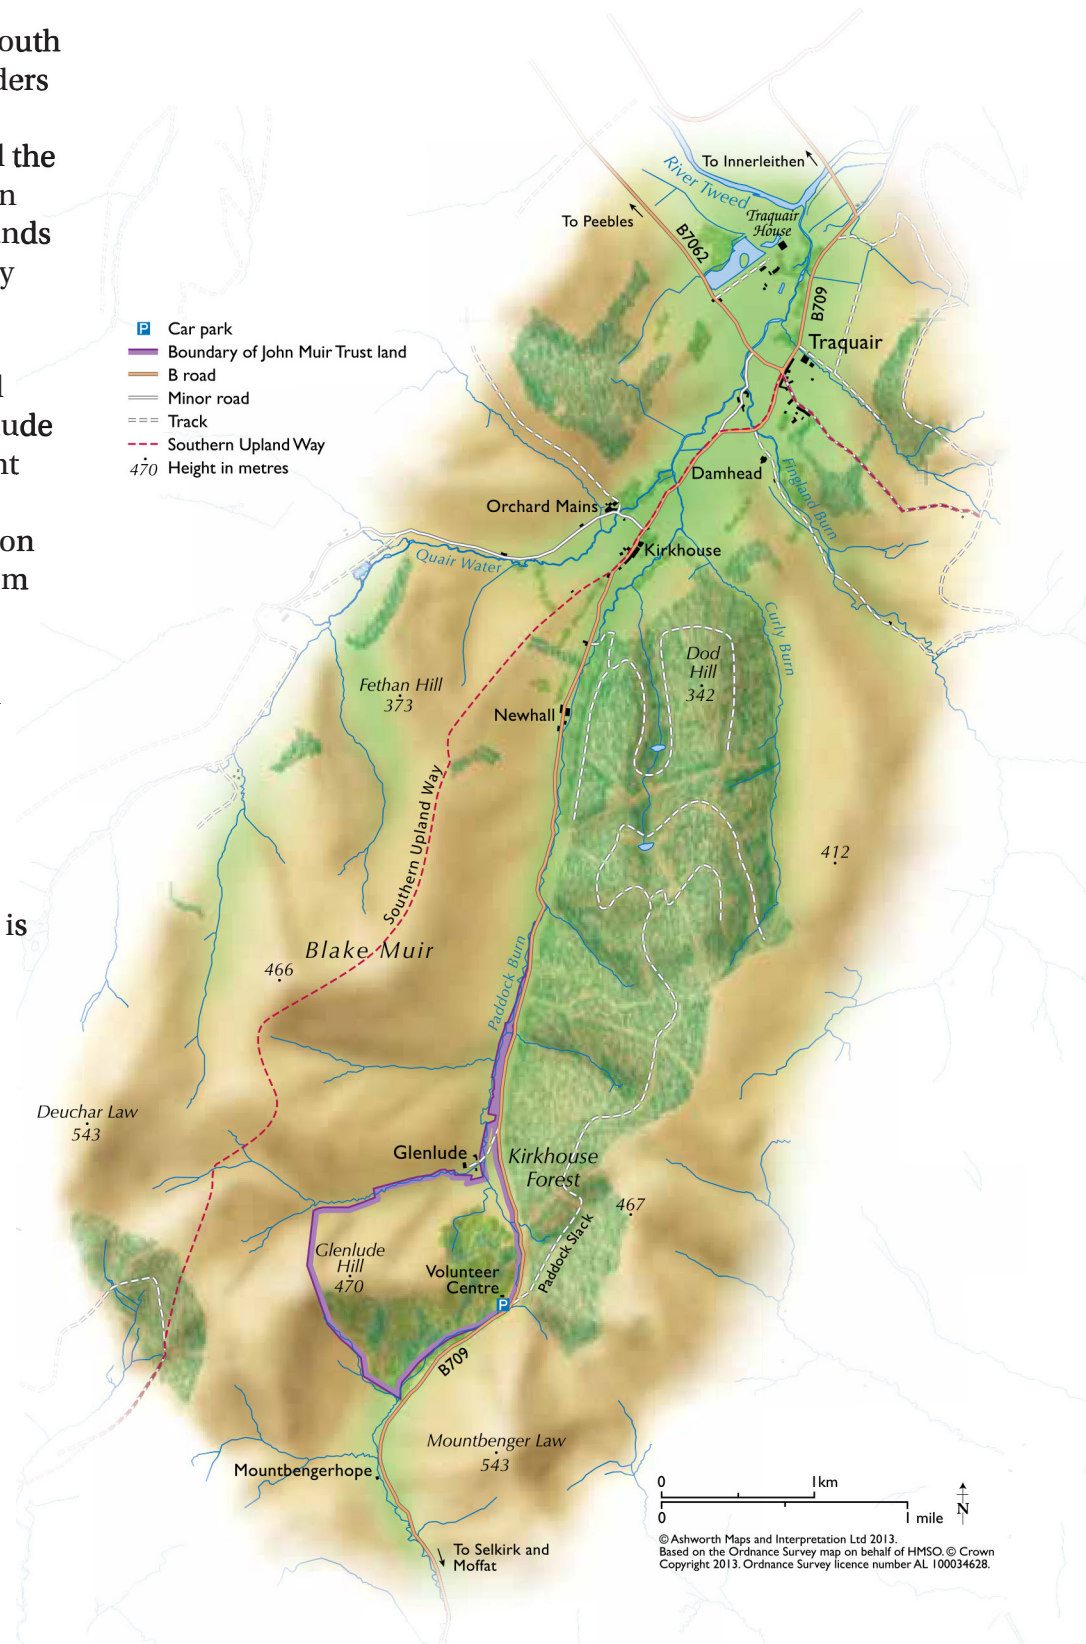 outh
ders
l the
n
nds
y
l
ude
nt
on
m
is
To Innerleithen
River Tweed
To Peebles
Traquair
House
B7062
B709
P Car park
Boundary of John Muir Trust land
B road
Minor road
Track
Southern Upland Way
470 Height in metres
Traquair
Damhead
Fingland Burn
Orchard Mains
Kirkhouse
Quair Water
Curly Burn
Dod
Hill
342
Fethan Hill
373
Newhall
Southern Upland Way
412
Blake Muir
466
Paddock Burn
Deuchar Law
543
Glenlude
Kirkhouse
Forest
467
Glenlude
Hill
470
Paddock Slack
Volunteer
Centre
P
B709
Mountbenger Law
543
Mountbengerhope
0 1km
0 1 mile
N
© Ashworth Maps and Interpretation Ltd 2013.
Based on the Ordnance Survey map on behalf of HMSO. © Crown
Copyright 2013. Ordnance Survey licence number AL 100034628.
To Selkirk and
Moffat